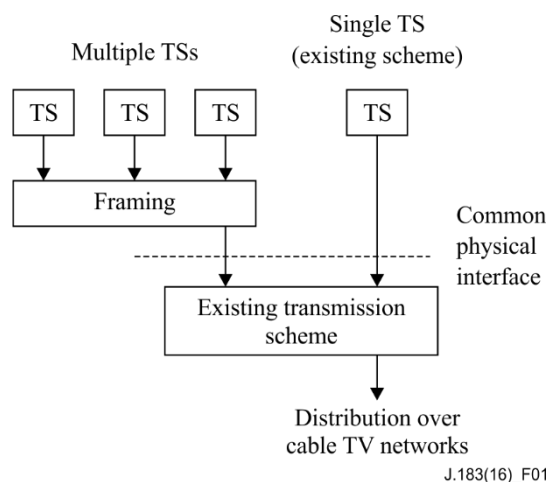 Multiple TSs
Single TS
(existing scheme)
TS
TS
TS
TS
Framing
Common
physical
interface
Existing transmission
scheme
Distribution over
cable TV networks
J.183(16)_F01